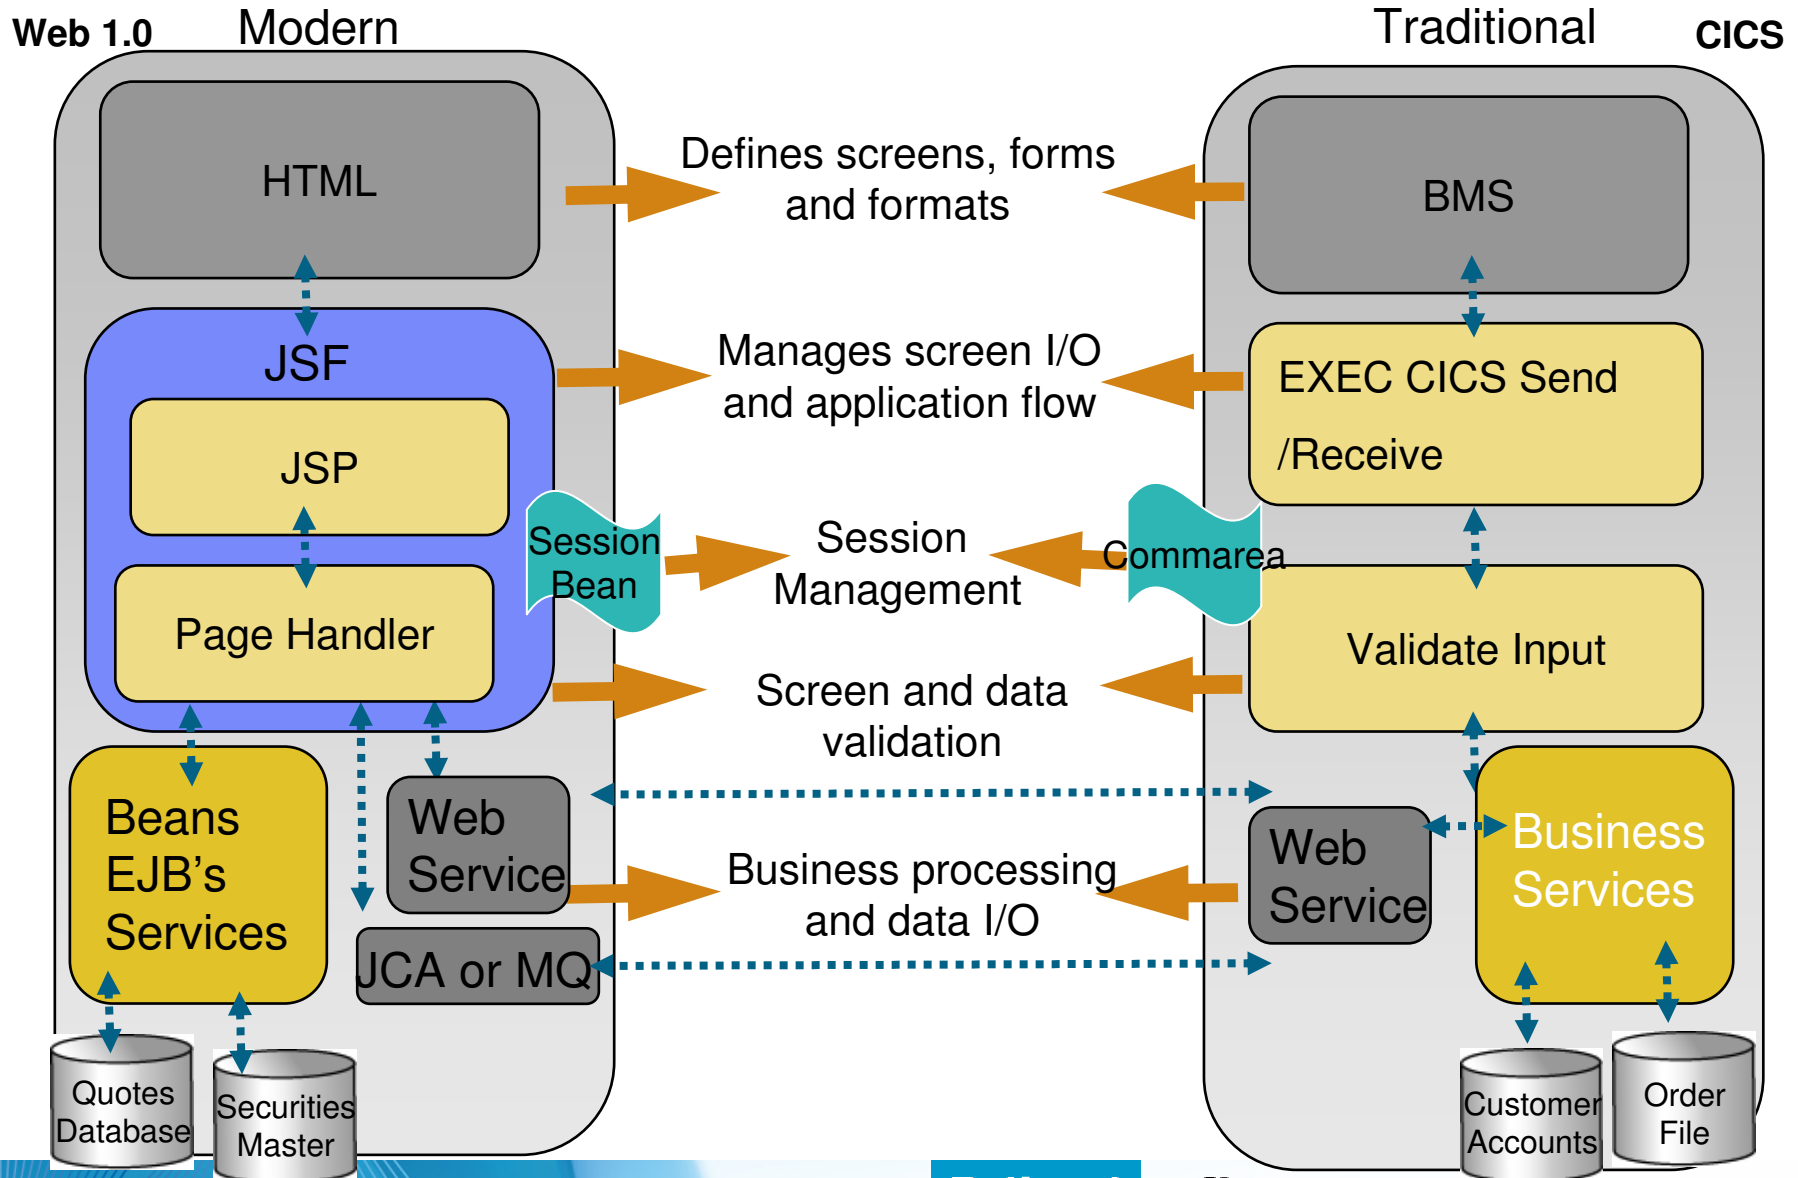 Web 1.0
Modern
Traditional
CICS
HTML
Defines screens, forms
and formats
BMS
JSF
Manages screen I/O
and application flow
EXEC CICS Send
/Receive
JSP
Session
Bean
Session
Management
Commarea
Page Handler
Validate Input
Screen and data
validation
Beans
EJB's
Services
Web
Service
Business processing
and data I/O
Web
Service
Business
Services
JCA or MQ
Quotes
Database
Securities
Master
Customer
Accounts
Order
File